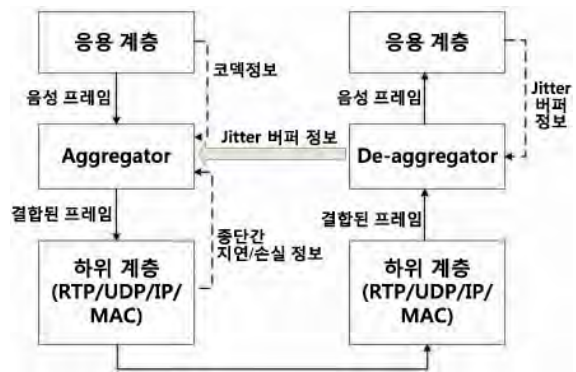 응용 계층
응용 계층
코덱정보
음성 프레임
음성 프레임
Jitter
버퍼
정보
Jitter 버퍼 정보
Aggregator
De-aggregator
결합된 프레임
결합된 프레임
종단간
지연/손실 정보
하위 계층
(RTP/UDP/IP/
MAC)
하위 계층
(RTP/UDP/IP/
MAC)